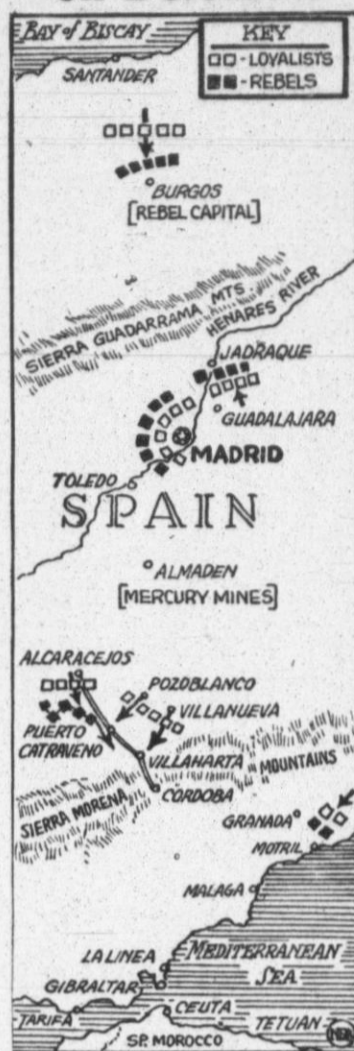 BAY of BISCAY
KEY
- LOYALISTS
- REBELS
SANTANDER
BURGOS
[REBEL CAPITAL]
SIERRA GUADARRAMA MTS
HENARES RIVER
JADRAQUE
GUADALAJARA
MADRID
TOLEDO
SPAIN
ALMADEN
[MERCURY MINES]
ALCARACEJOS
POZOBLANCO
VILLANUEVA
PUERTO
CATRAVENO
VILLAHARTA
MOUNTAINS
SIERRA MORENA
CORDOBA
GRANADA
MOTRIL
MALAGA
MEDITERRANEAN
SEA
LA LINEA
GIBRALTAR
TARIFA
CEUTA
TETUAN
SP. MOROCCO